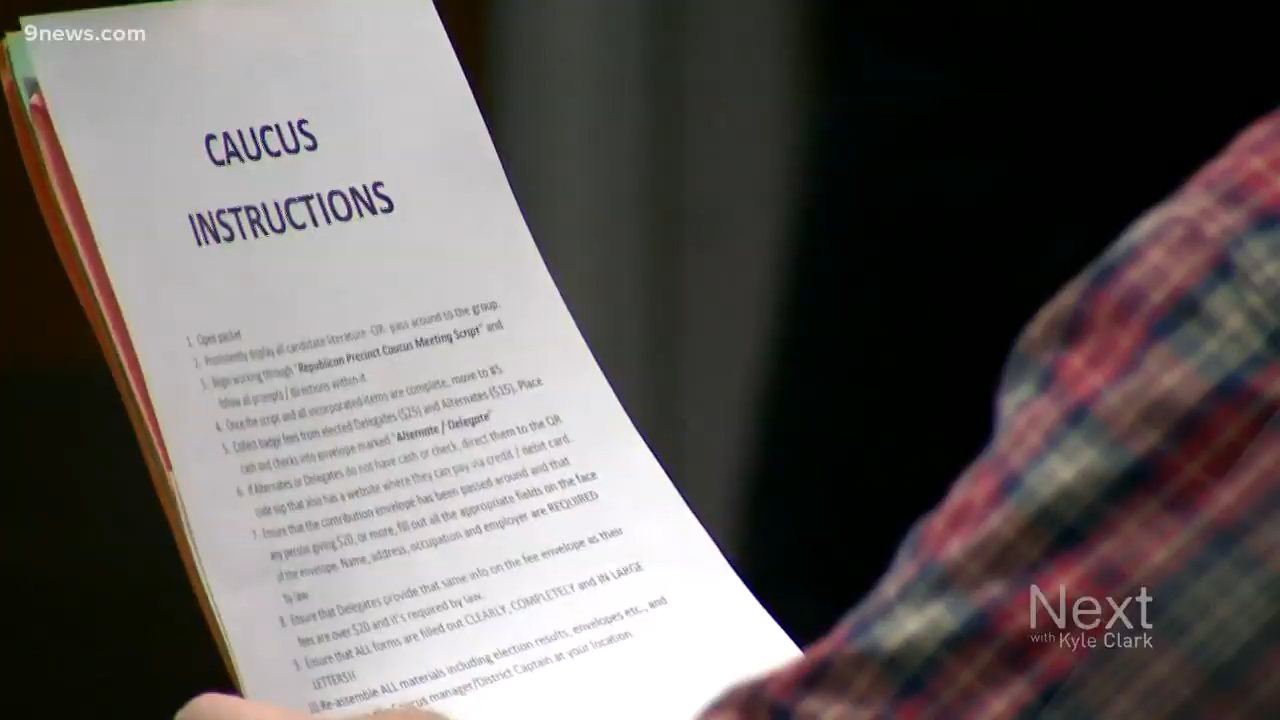 9news.com
CAUCUS
INSTRUCTIONS
1. Open packet
2. Prominently display all candidate literature -OR- pass around to the group.
3. Begin working through "Republican Precinct Caucus Meeting Script" and
follow all prompts / directions within it.
4. Once the script and all incorporated items are complete, move to #5.
5. Collect badge fees from elected Delegates ($25) and Alternates ($15). Place
cash and checks into envelope marked "Alternate / Delegate"
6. If Alternates or Delegates do not have cash or check, direct them to the QR
code slip that also has a website where they can pay via credit / debit card.
7. Ensure that the contribution envelope has been passed around and that
any person giving $20, or more, fill out all the appropriate fields on the face
of the envelope. Name, address, occupation and employer are REQUIRED
by law.
8. Ensure that Delegates provide that same info on the fee envelope as their
fees are over $20 and it's required by law.
9. Ensure that ALL forms are filled out CLEARLY, COMPLETELY and IN LARGE
LETTERS!!
10. Re-assemble ALL materials including election results, envelopes etc., and
Caucus manager/District Captain at your location.
Next
with Kyle Clark